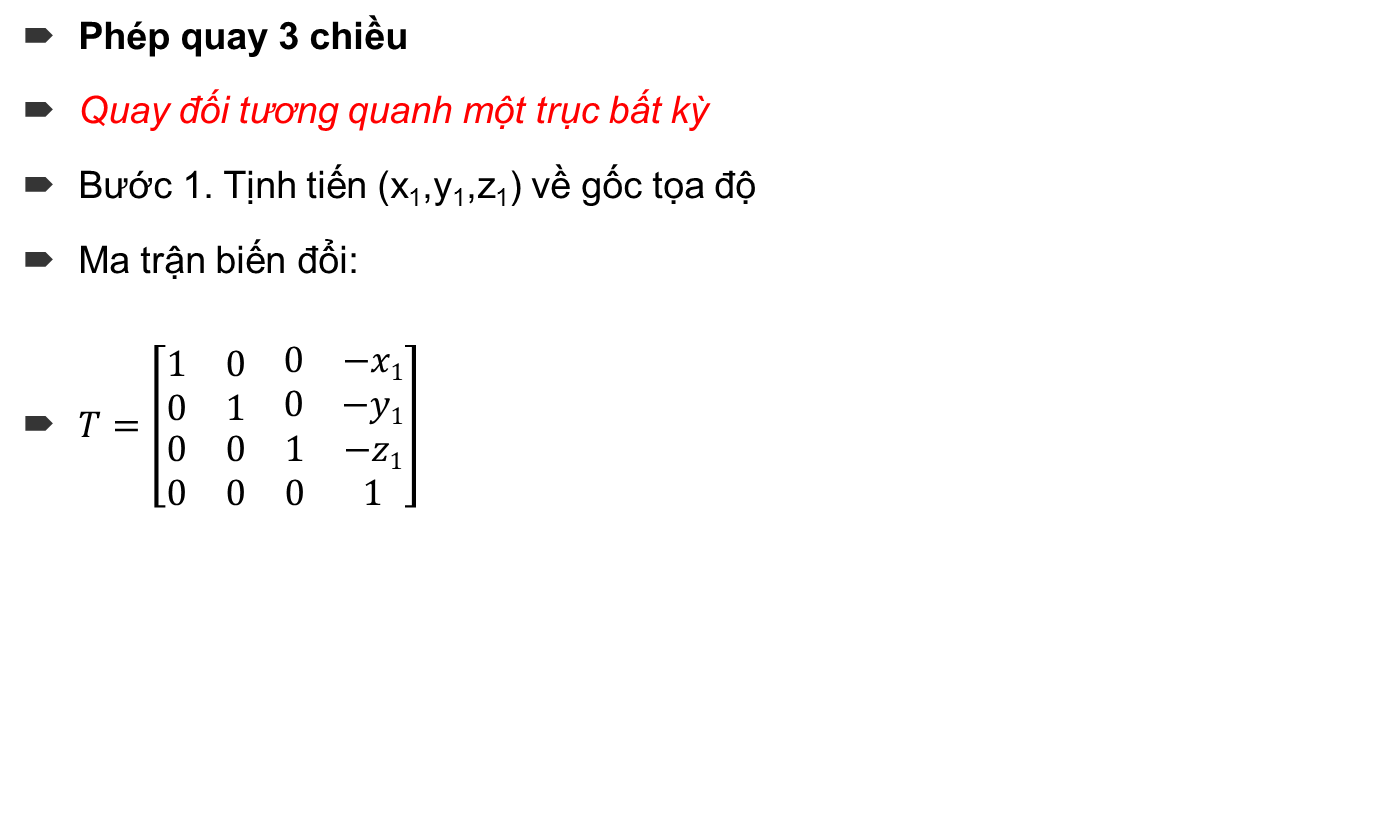 Phép quay 3 chiều
Quay đối tương quanh một trục bất kỳ
Bước 1. Tịnh tiến (x₁,y₁,z₁) về gốc tọa độ
Ma trận biến đổi:
T = [1 0 0 −x₁
0 1 0 −y₁
0 0 1 −z₁
0 0 0 1]